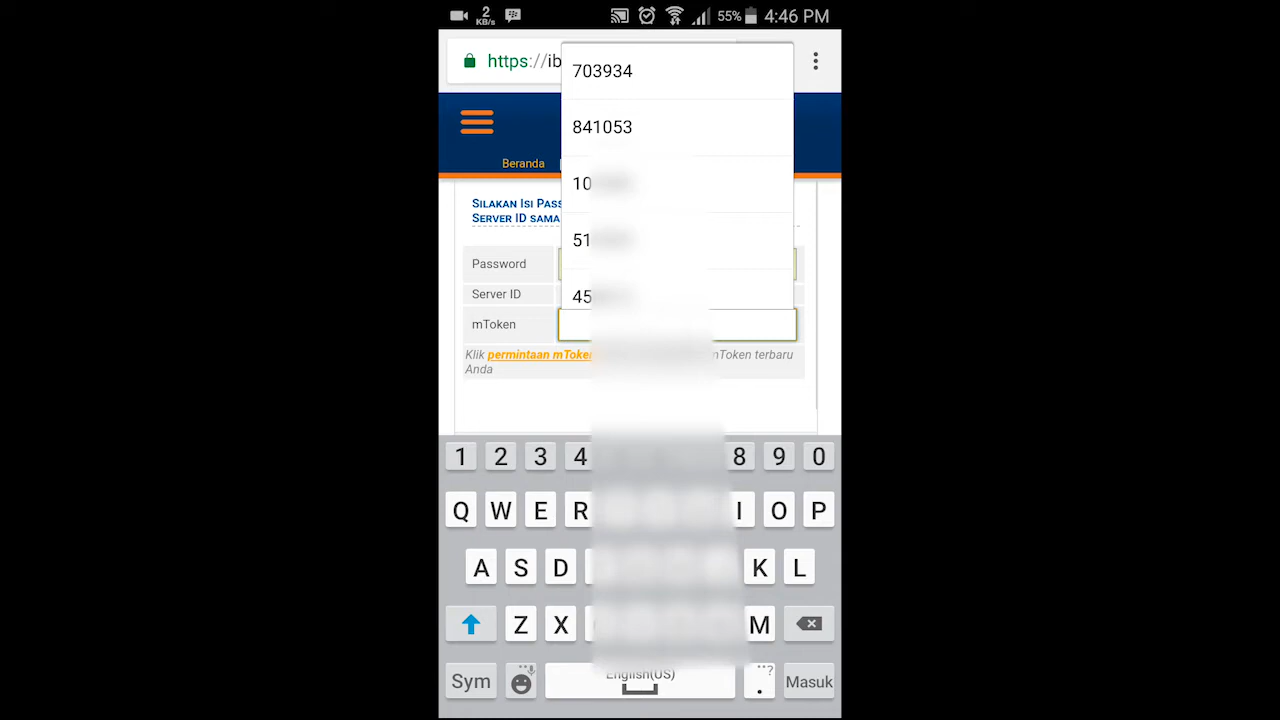 2
KB/s
55%
4:46 PM
https://ib
703934
841053
10
51
45
Beranda
SILAKAN ISI PASS
SERVER ID SAMA
Password
Server ID
mToken
Klik permintaan mToken mToken terbaru
Anda
1 2 3 4 8 9 0
Q W E R I O P
A S D K L
Z X M
Sym English(US) . ..? Masuk